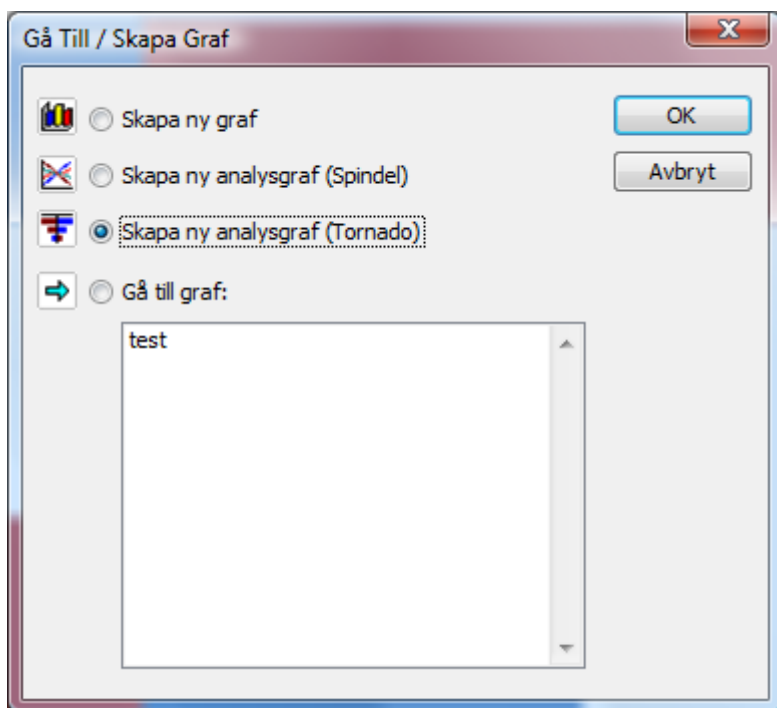 Gå Till / Skapa Graf
Skapa ny graf
OK
Skapa ny analysgraf (Spindel)
Avbryt
Skapa ny analysgraf (Tornado)
Gå till graf:
test